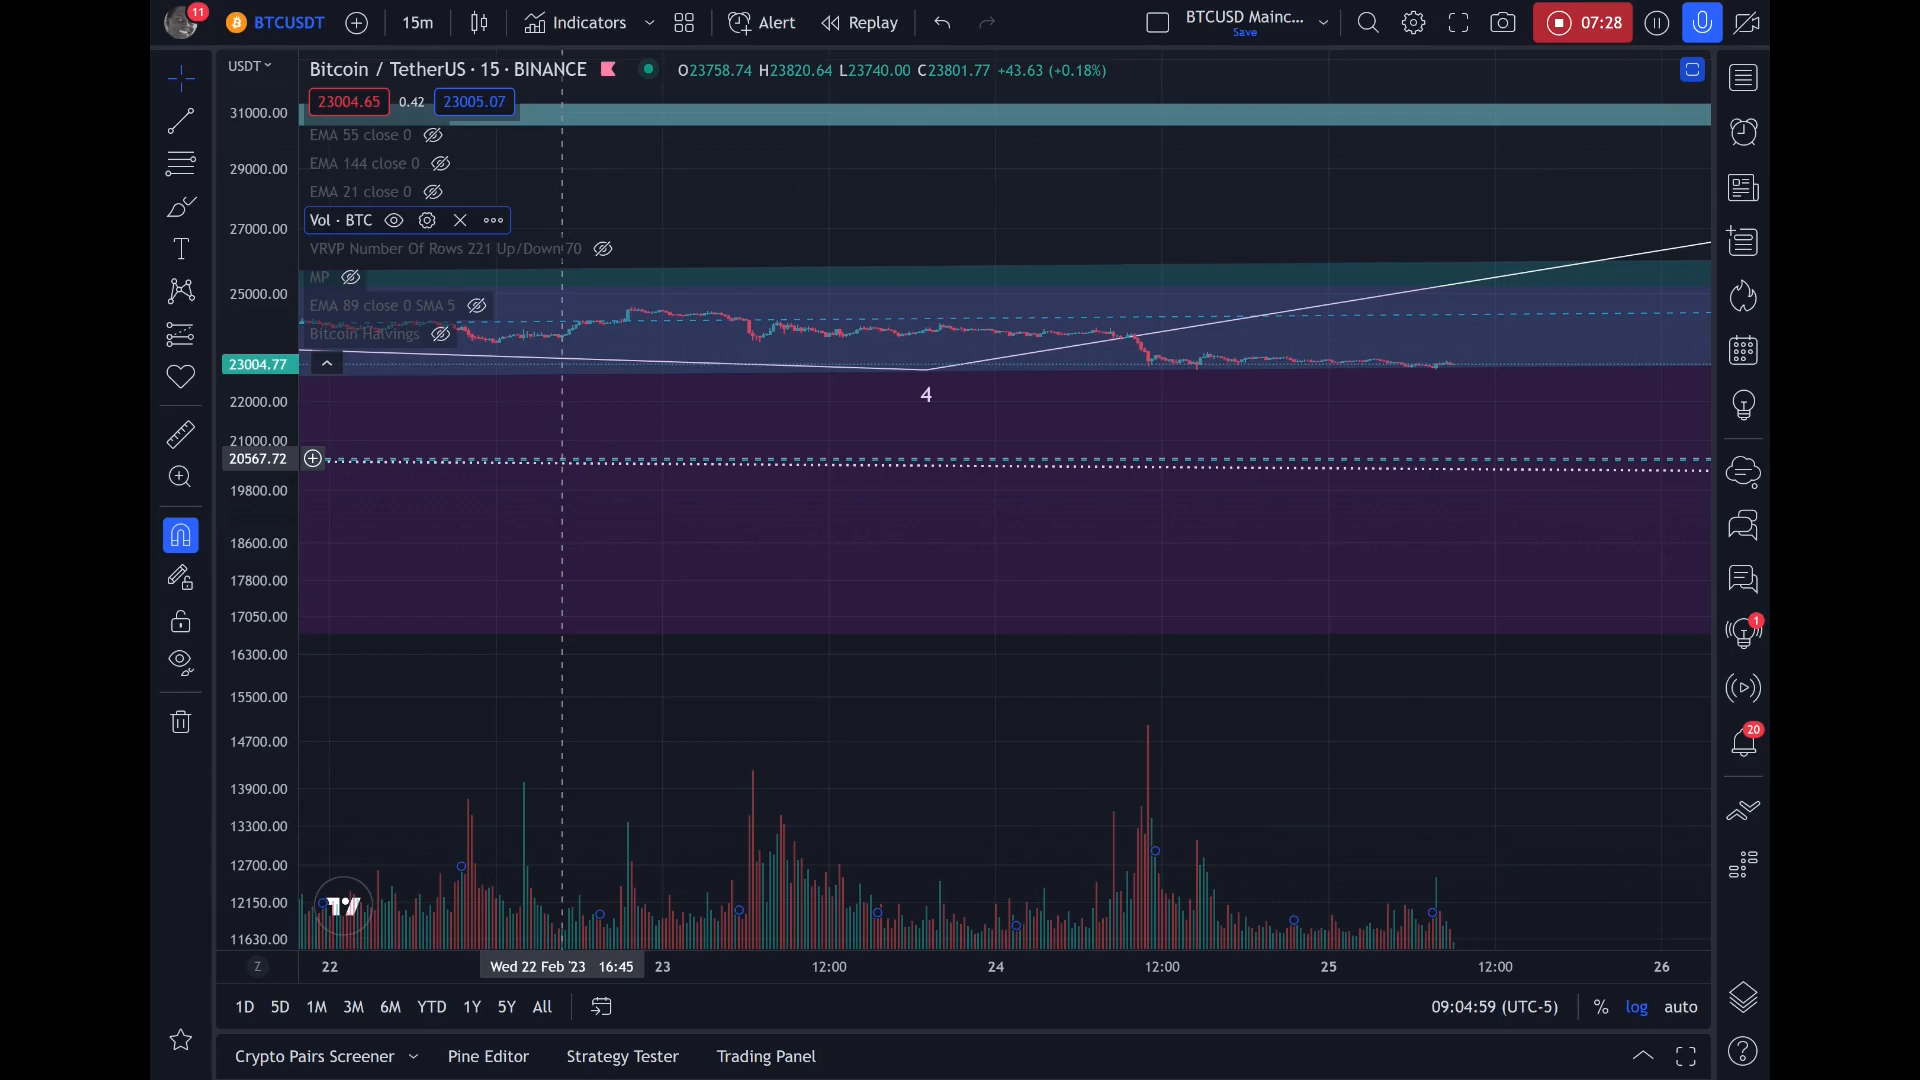 11
BTCUSDT
15m
Indicators
Alert
Replay
BTCUSD Mainc...
Save
07:28
USDT
Bitcoin / TetherUS · 15 · BINANCE
O23758.74 H23820.64 L23740.00 C23801.77 +43.63 (+0.18%)
23004.65 0.42 23005.07
EMA 55 close 0
EMA 144 close 0
EMA 21 close 0
Vol · BTC
VRVP Number Of Rows 221 Up/Down 70
MP
EMA 89 close 0 SMA 5
Bitcoin Halvings
31000.00
29000.00
27000.00
25000.00
23004.77
22000.00
21000.00
20567.72
19800.00
18600.00
17800.00
17050.00
16300.00
15500.00
14700.00
13900.00
13300.00
12700.00
12150.00
11630.00
4
1
20
Z
22
Wed 22 Feb '23 16:45
23
12:00
24
12:00
25
12:00
26
1D 5D 1M 3M 6M YTD 1Y 5Y All
09:04:59 (UTC-5)
% log auto
Crypto Pairs Screener
Pine Editor
Strategy Tester
Trading Panel